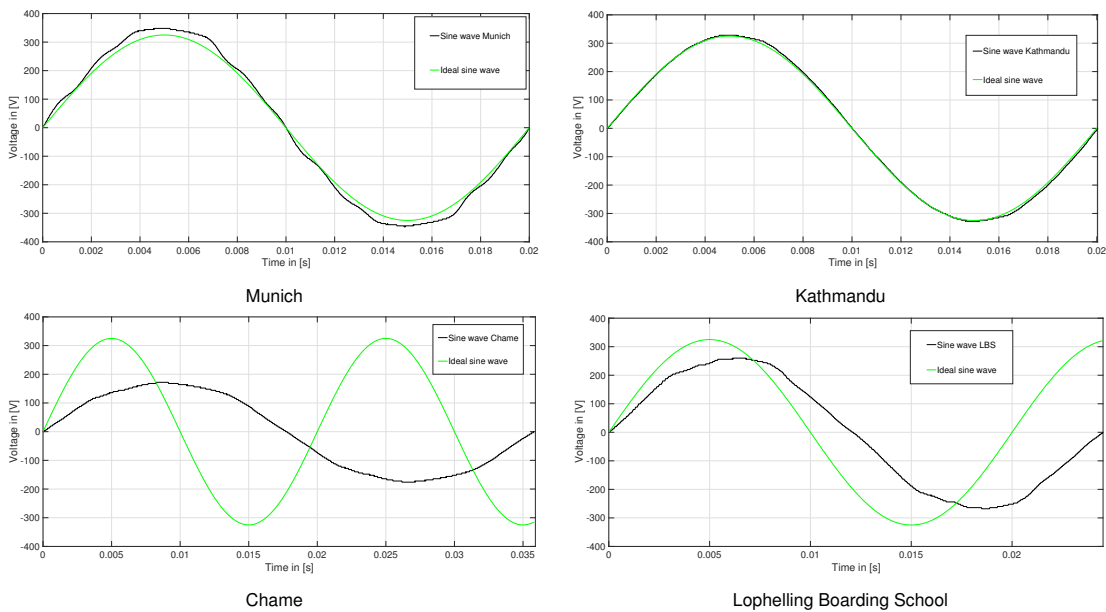 400
300
200
100
0
-100
-200
-300
-400
Voltage in [V]
0 0.002 0.004 0.006 0.008 0.01 0.012 0.014 0.016 0.018 0.02
Time in [s]
Sine wave Munich
Ideal sine wave
Munich
400
300
200
100
0
-100
-200
-300
-400
Voltage in [V]
0 0.002 0.004 0.006 0.008 0.01 0.012 0.014 0.016 0.018 0.02
Time in [s]
Sine wave Kathmandu
Ideal sine wave
Kathmandu
400
300
200
100
0
-100
-200
-300
-400
Voltage in [V]
0 0.005 0.01 0.015 0.02 0.025 0.03 0.035
Time in [s]
Sine wave Chame
Ideal sine wave
Chame
400
300
200
100
0
-100
-200
-300
-400
Voltage in [V]
0 0.005 0.01 0.015 0.02
Time in [s]
Sine wave LBS
Ideal sine wave
Lophelling Boarding School